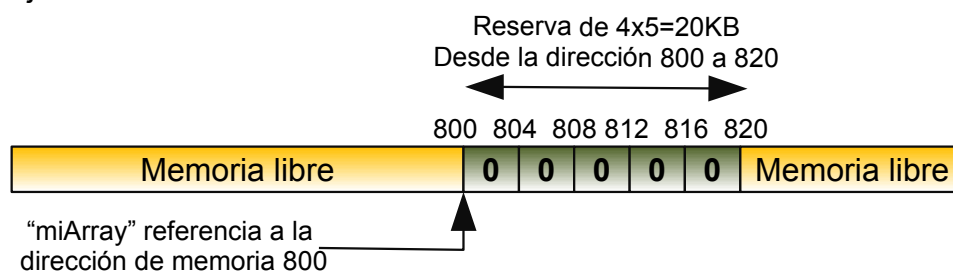 Reserva de 4x5=20KB
Desde la dirección 800 a 820
800 804 808 812 816 820
Memoria libre 0 0 0 0 0 Memoria libre
“miArray” referencia a la
dirección de memoria 800